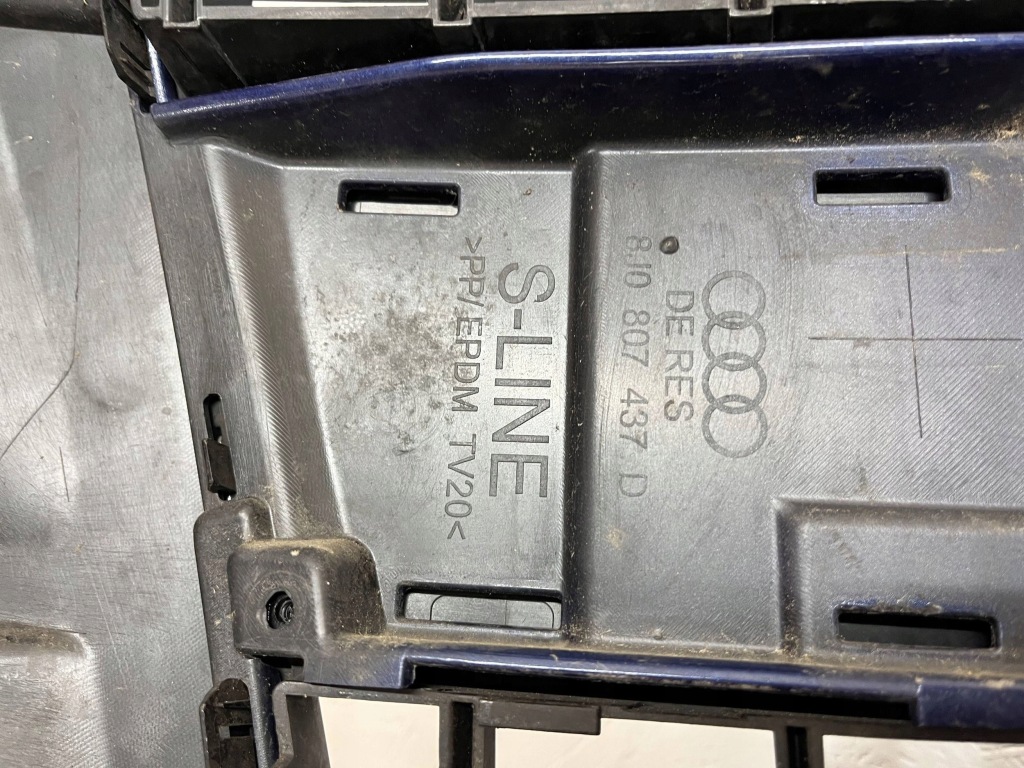 DE RES
8J0 807 437 D
S-LINE
>PP/EPDM TV20<